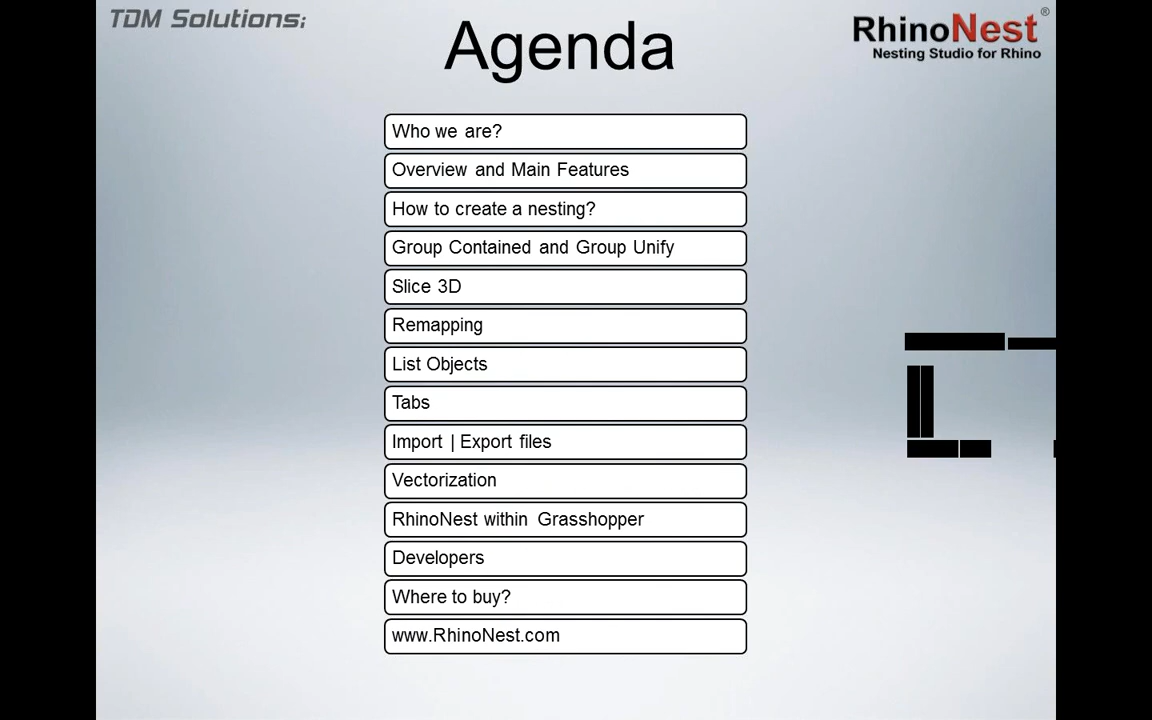 TDM Solutions;
RhinoNest®
Nesting Studio for Rhino
Agenda
Who we are?
Overview and Main Features
How to create a nesting?
Group Contained and Group Unify
Slice 3D
Remapping
List Objects
Tabs
Import | Export files
Vectorization
RhinoNest within Grasshopper
Developers
Where to buy?
www.RhinoNest.com